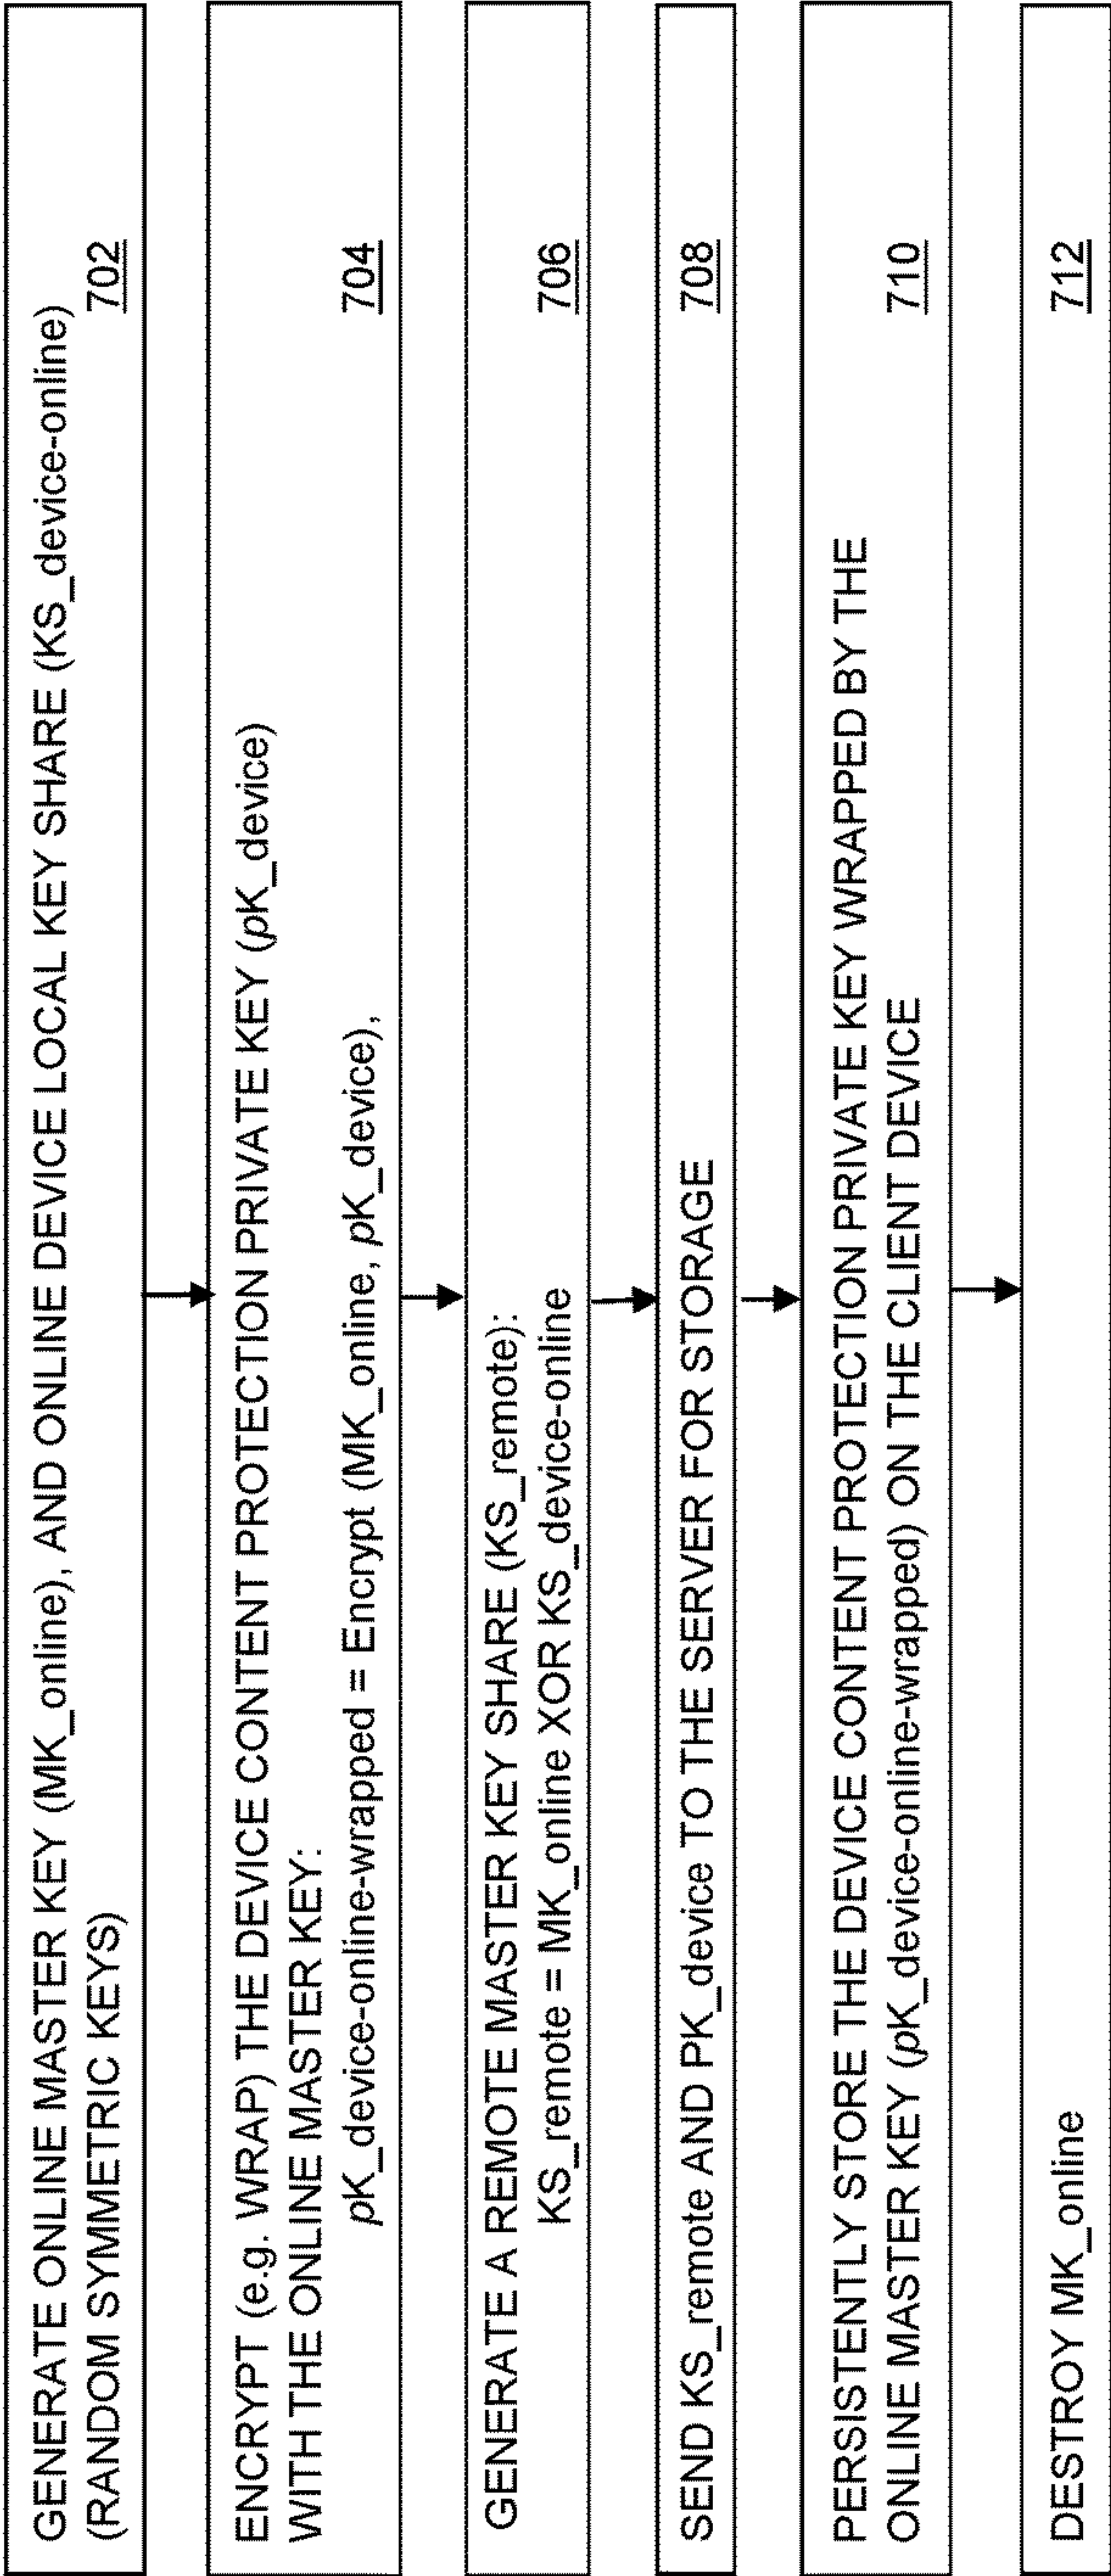 GENERATE ONLINE MASTER KEY (MK_online), AND ONLINE DEVICE LOCAL KEY SHARE (KS_device-online)
(RANDOM SYMMETRIC KEYS) 702
ENCRYPT (e.g. WRAP) THE DEVICE CONTENT PROTECTION PRIVATE KEY (pK_device)
WITH THE ONLINE MASTER KEY:
pK_device-online-wrapped = Encrypt (MK_online, pK_device), 704
GENERATE A REMOTE MASTER KEY SHARE (KS_remote):
KS_remote = MK_online XOR KS_device-online 706
SEND KS_remote AND PK_device TO THE SERVER FOR STORAGE 708
PERSISTENTLY STORE THE DEVICE CONTENT PROTECTION PRIVATE KEY WRAPPED BY THE
ONLINE MASTER KEY (pK_device-online-wrapped) ON THE CLIENT DEVICE 710
DESTROY MK_online 712